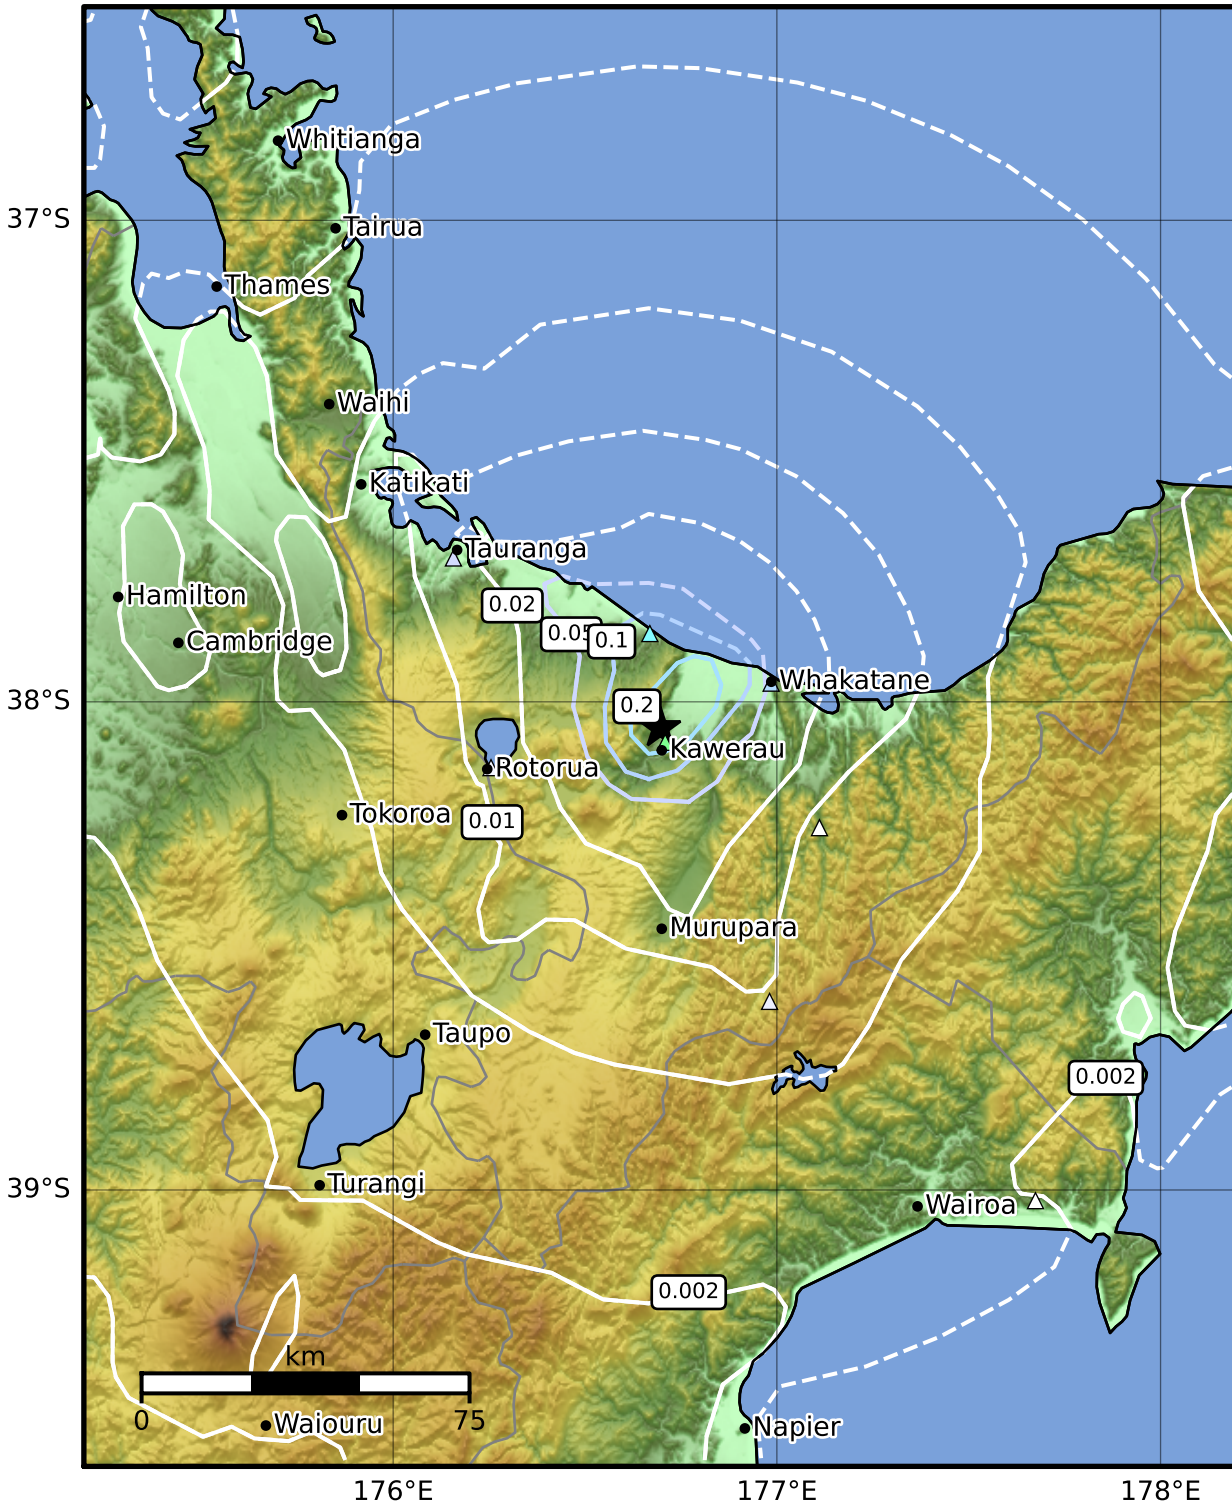 Whitianga
37°S
Tairua
Thames
Waihi
Katikati
Tauranga
Hamilton
0.02
0.05
0.1
Cambridge
Whakatane
38°S
0.2
Kawerau
Rotorua
Tokoroa
0.01
Murupara
Taupo
0.002
39°S
Turangi
Wairoa
0.002
km
0
75
Waiouru
Napier
176°E
177°E
178°E